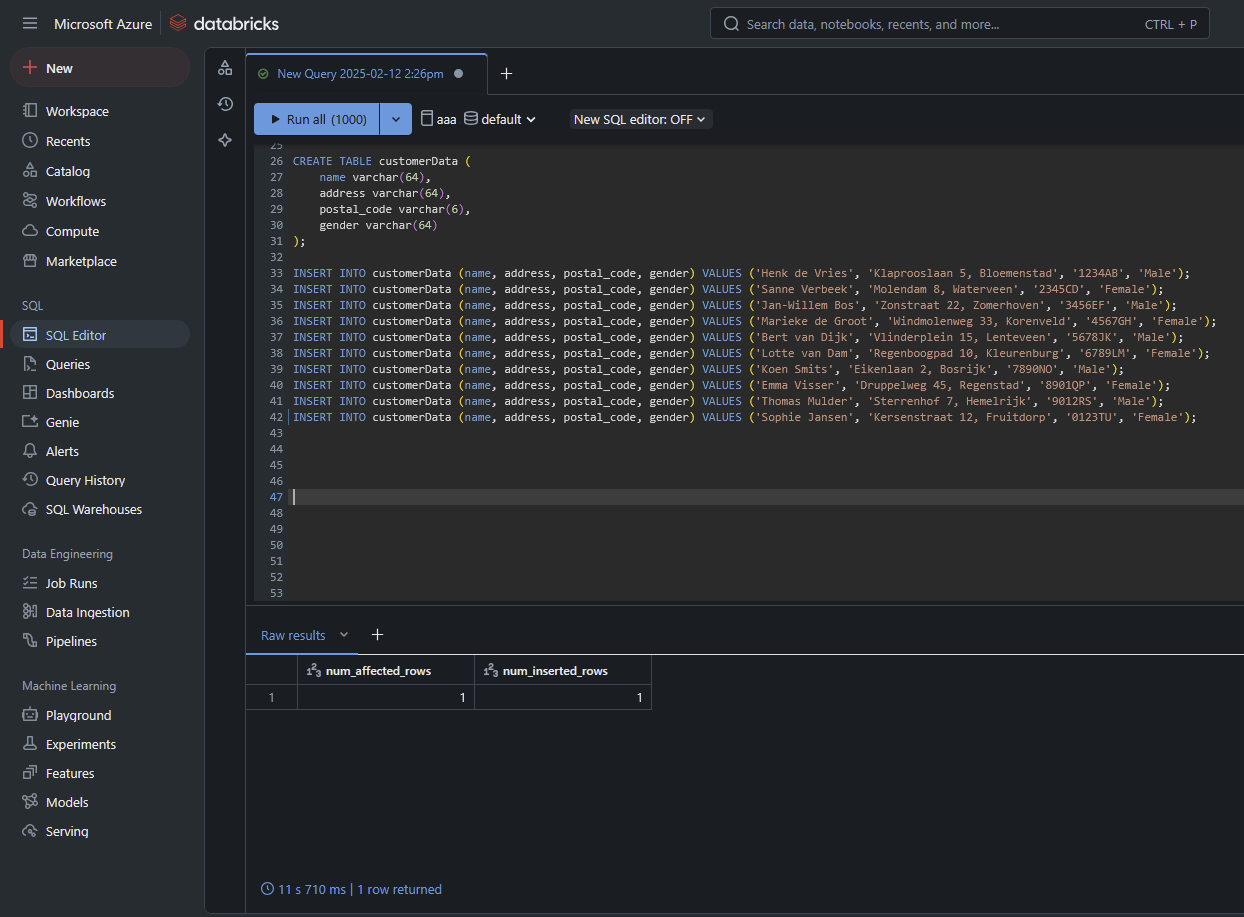 Microsoft Azure databricks
Search data, notebooks, recents, and more... CTRL + P
New
Workspace
Recents
Catalog
Workflows
Compute
Marketplace
SQL
SQL Editor
Queries
Dashboards
Genie
Alerts
Query History
SQL Warehouses
Data Engineering
Job Runs
Data Ingestion
Pipelines
Machine Learning
Playground
Experiments
Features
Models
Serving
New Query 2025-02-12 2:26pm
Run all (1000) aaa default New SQL editor: OFF
25
26 CREATE TABLE customerData (
27 name varchar(64),
28 address varchar(64),
29 postal_code varchar(6),
30 gender varchar(64)
31 );
32
33 INSERT INTO customerData (name, address, postal_code, gender) VALUES ('Henk de Vries', 'Klaprooslaan 5, Bloemenstad', '1234AB', 'Male');
34 INSERT INTO customerData (name, address, postal_code, gender) VALUES ('Sanne Verbeek', 'Molendam 8, Waterveen', '2345CD', 'Female');
35 INSERT INTO customerData (name, address, postal_code, gender) VALUES ('Jan-Willem Bos', 'Zonstraat 22, Zomerhoven', '3456EF', 'Male');
36 INSERT INTO customerData (name, address, postal_code, gender) VALUES ('Marieke de Groot', 'Windmolenweg 33, Korenveld', '4567GH', 'Female');
37 INSERT INTO customerData (name, address, postal_code, gender) VALUES ('Bert van Dijk', 'Vlinderplein 15, Lenteveen', '5678JK', 'Male');
38 INSERT INTO customerData (name, address, postal_code, gender) VALUES ('Lotte van Dam', 'Regenboogpad 10, Kleurenburg', '6789LM', 'Female');
39 INSERT INTO customerData (name, address, postal_code, gender) VALUES ('Koen Smits', 'Eikenlaan 2, Bosrijk', '7890NO', 'Male');
40 INSERT INTO customerData (name, address, postal_code, gender) VALUES ('Emma Visser', 'Druppelweg 45, Regenstad', '8901QP', 'Female');
41 INSERT INTO customerData (name, address, postal_code, gender) VALUES ('Thomas Mulder', 'Sterrenhof 7, Hemelrijk', '9012RS', 'Male');
42 INSERT INTO customerData (name, address, postal_code, gender) VALUES ('Sophie Jansen', 'Kersenstraat 12, Fruitdorp', '0123TU', 'Female');
43
44
45
46
47
48
49
50
51
52
53
Raw results
123 num_affected_rows 123 num_inserted_rows
1 1 1
11 s 710 ms | 1 row returned